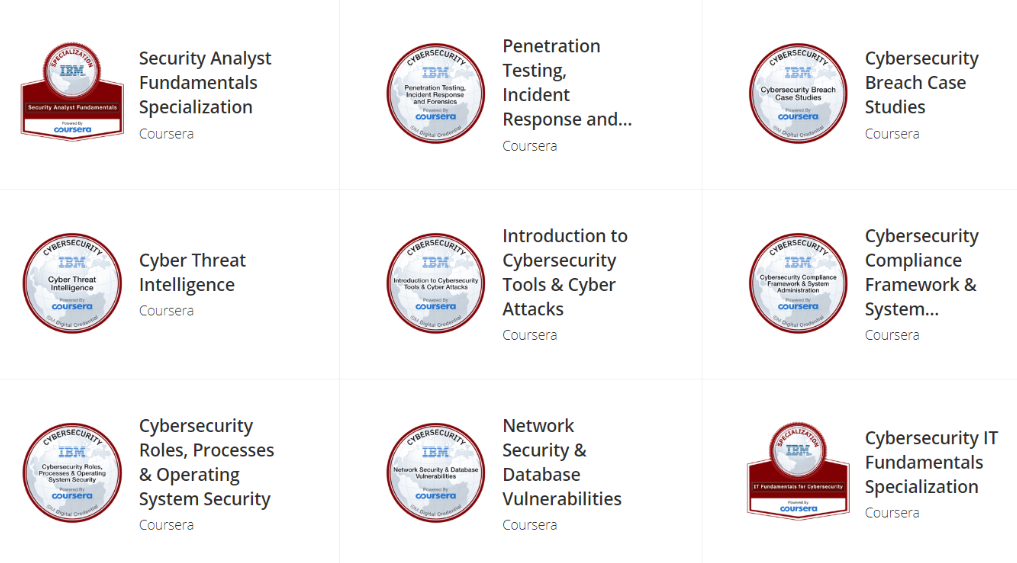 SPECIALIZATION
IBM
Security Analyst Fundamentals
Powered By
coursera
Security Analyst
Fundamentals
Specialization
Coursera
CYBERSECURITY
IBM
Penetration Testing,
Incident Response
and Forensics
Powered By
coursera
IBM Digital Credential
Penetration
Testing,
Incident
Response and...
Coursera
CYBERSECURITY
IBM
Cybersecurity Breach
Case Studies
Powered By
coursera
IBM Digital Credential
Cybersecurity
Breach Case
Studies
Coursera
CYBERSECURITY
IBM
Cyber Threat
Intelligence
Powered By
coursera
IBM Digital Credential
Cyber Threat
Intelligence
Coursera
CYBERSECURITY
IBM
Introduction to Cybersecurity
Tools & Cyber Attacks
Powered By
coursera
IBM Digital Credential
Introduction to
Cybersecurity
Tools & Cyber
Attacks
Coursera
CYBERSECURITY
IBM
Cybersecurity Compliance
Framework & System
Administration
Powered By
coursera
IBM Digital Credential
Cybersecurity
Compliance
Framework &
System...
Coursera
CYBERSECURITY
IBM
Cybersecurity Roles,
Processes & Operating
System Security
Powered By
coursera
IBM Digital Credential
Cybersecurity
Roles, Processes
& Operating
System Security
Coursera
CYBERSECURITY
IBM
Network Security & Database
Vulnerabilities
Powered By
coursera
IBM Digital Credential
Network
Security &
Database
Vulnerabilities
Coursera
SPECIALIZATION
IBM
IT Fundamentals for Cybersecurity
Powered By
coursera
Cybersecurity IT
Fundamentals
Specialization
Coursera